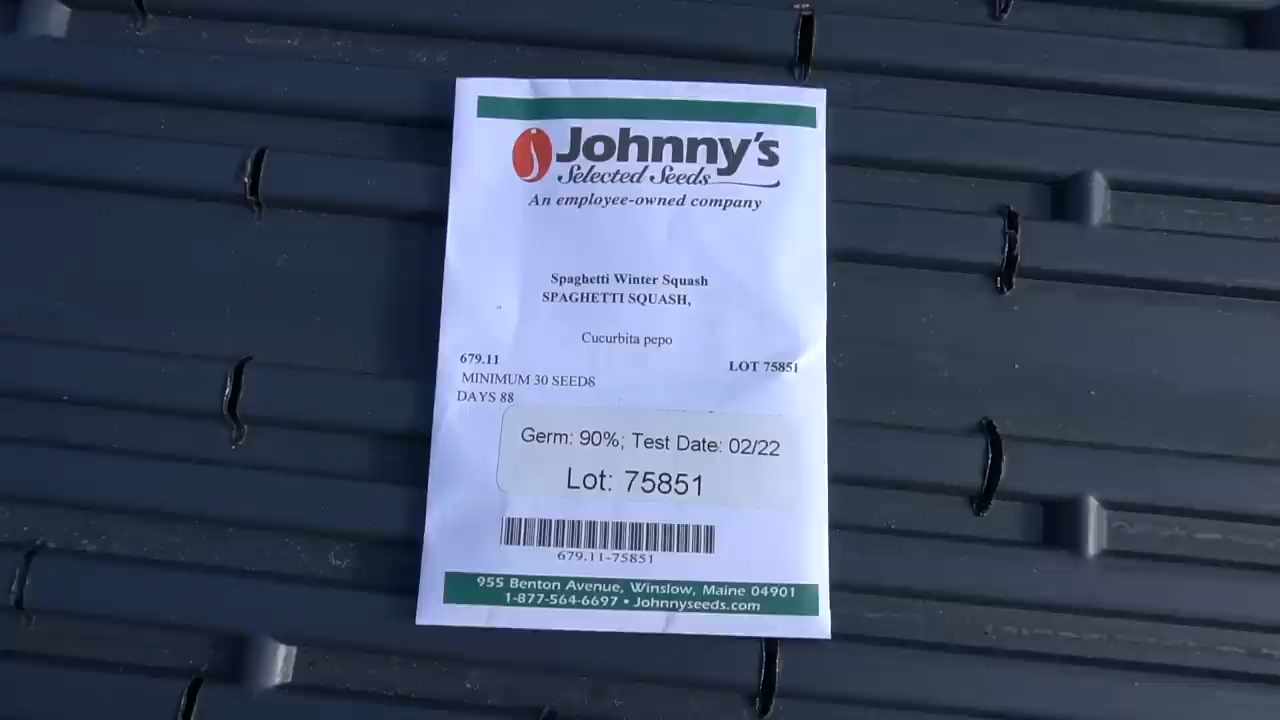 Johnny's
Selected Seeds
An employee-owned company
Spaghetti Winter Squash
SPAGHETTI SQUASH,
Cucurbita pepo
679.11 LOT 75851
MINIMUM 30 SEEDS
DAYS 88
Germ: 90%; Test Date: 02/22
Lot: 75851
679.11-75851
955 Benton Avenue, Winslow, Maine 04901
1-877-564-6697 • Johnnyseeds.com